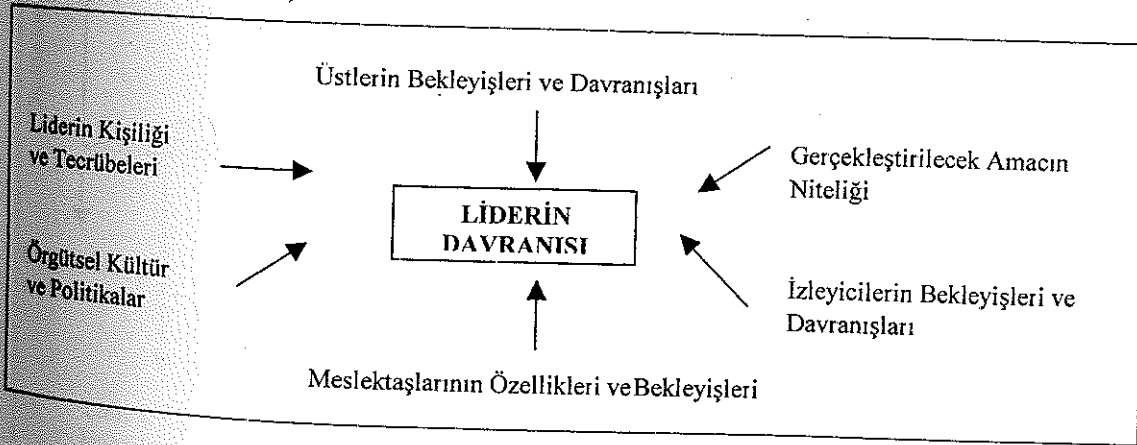 Üstlerin Bekleyişleri ve Davranışları
Liderin Kişiliği
ve Tecrübeleri
Gerçekleştirilecek Amacın
Niteliği
LİDERİN
DAVRANISI
Örgütsel Kültür
ve Politikalar
İzleyicilerin Bekleyişleri ve
Davranışları
Meslektaşlarının Özellikleri ve Bekleyişleri